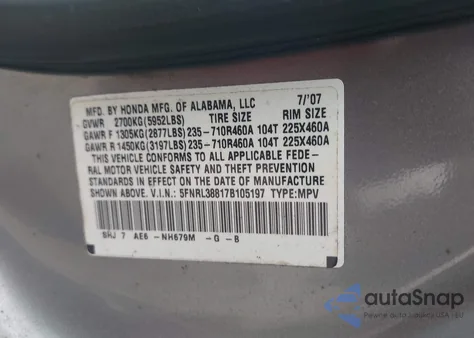 MFD. BY HONDA MFG. OF ALABAMA, LLC 7/'07
GVWR 2700KG(5952LBS) TIRE SIZE RIM SIZE
GAWR F 1305KG(2877LBS) 235-710R460A 104T 225X460A
GAWR R 1450KG(3197LBS) 235-710R460A 104T 225X460A
THIS VEHICLE CONFORMS TO ALL APPLICABLE FEDE-
RAL MOTOR VEHICLE SAFETY AND THEFT PREVENTION
STANDARDS IN EFFECT ON THE DATE OF MANUFACTURE
SHOWN ABOVE. V.I.N.: 5FNRL38817B105197 TYPE:MPV
SHJ 7 AE6 -NH679M -G -B
autoSnap